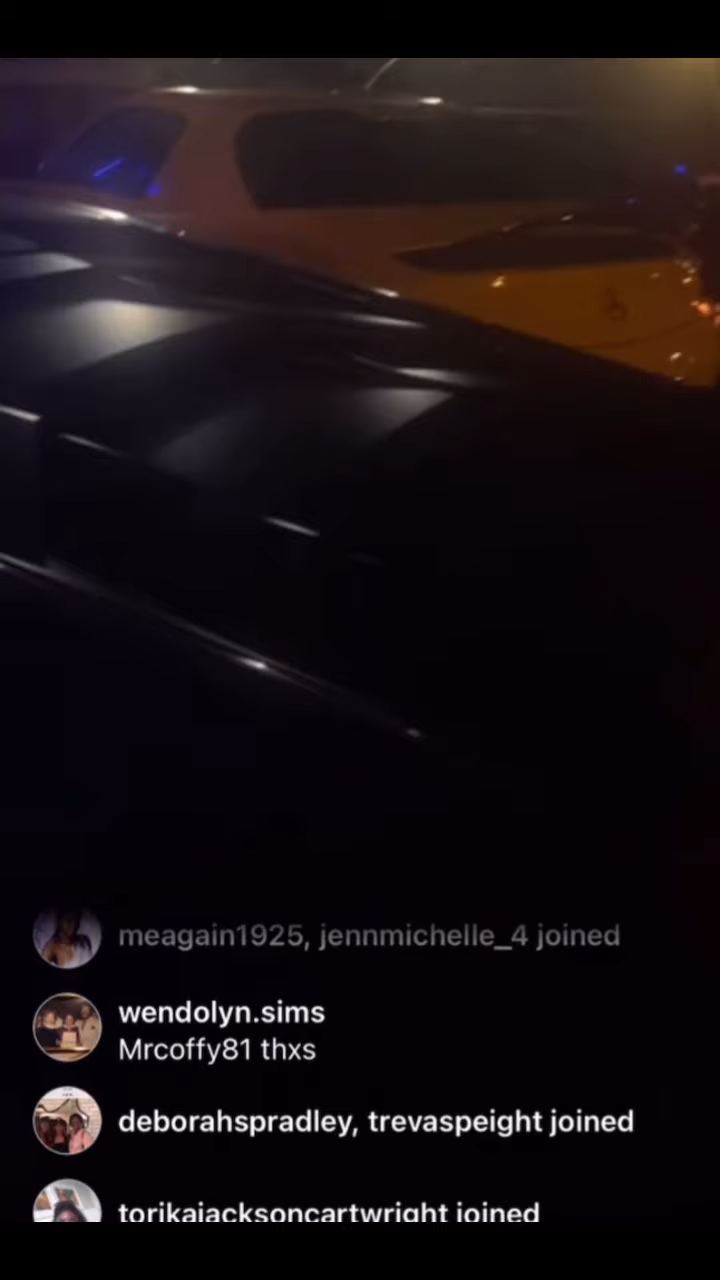 meagain1925, jennmichelle_4 joined
wendolyn.sims
Mrcoffy81 thxs
deborahspradley, trevaspeight joined
torikajacksoncartwright joined